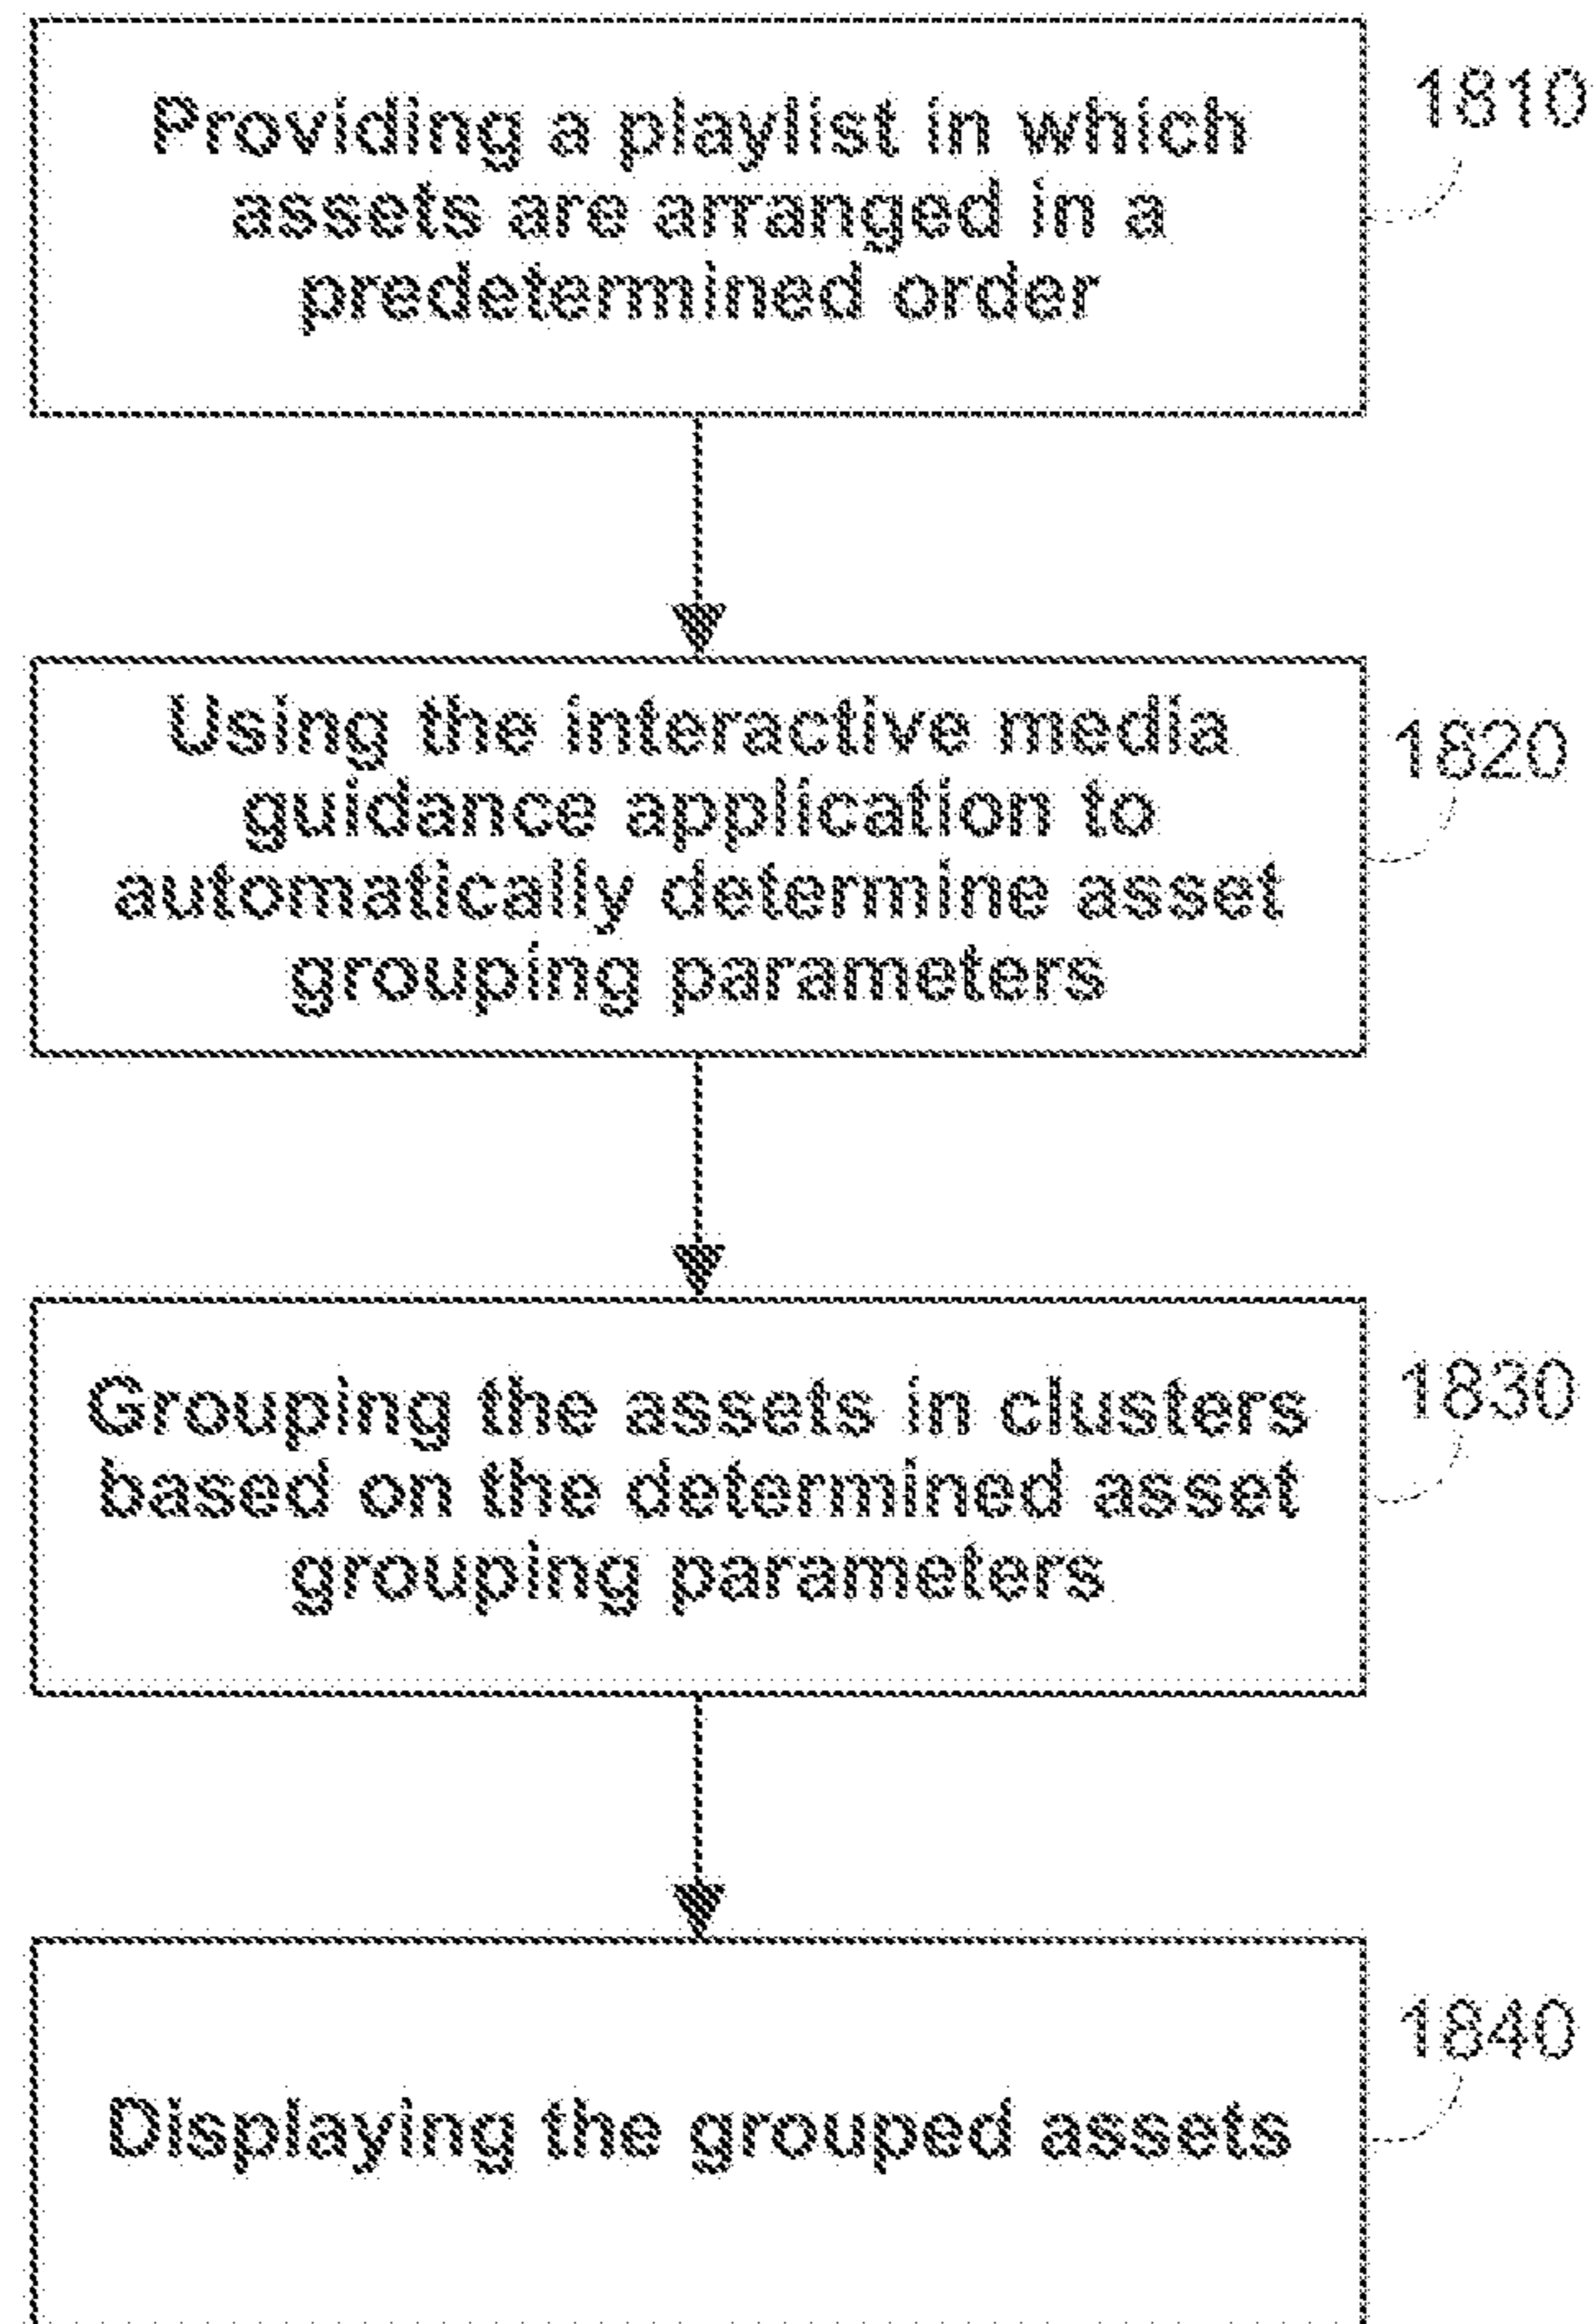 Providing a playlist in which
assets are arranged in a
predetermined order
1810
Using the interactive media
guidance application to
automatically determine asset
grouping parameters
1820
Grouping the assets in clusters
based on the determined asset
grouping parameters
1830
Displaying the grouped assets
1840